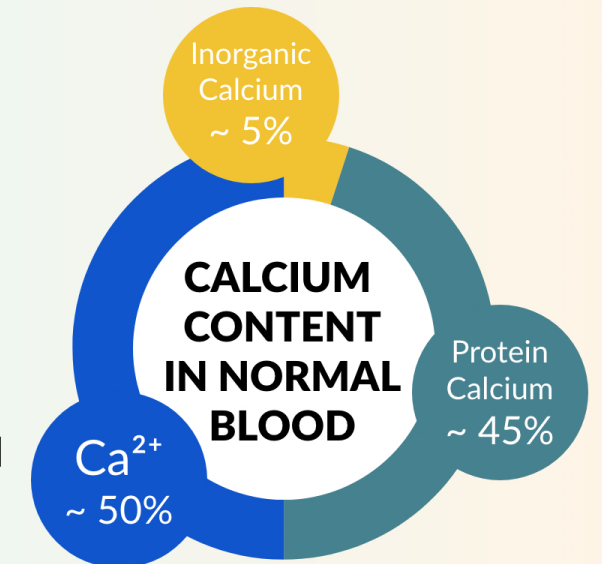 Inorganic
Calcium
~ 5%
CALCIUM
CONTENT
IN NORMAL
BLOOD
Protein
Calcium
~ 45%
Ca²⁺
~ 50%